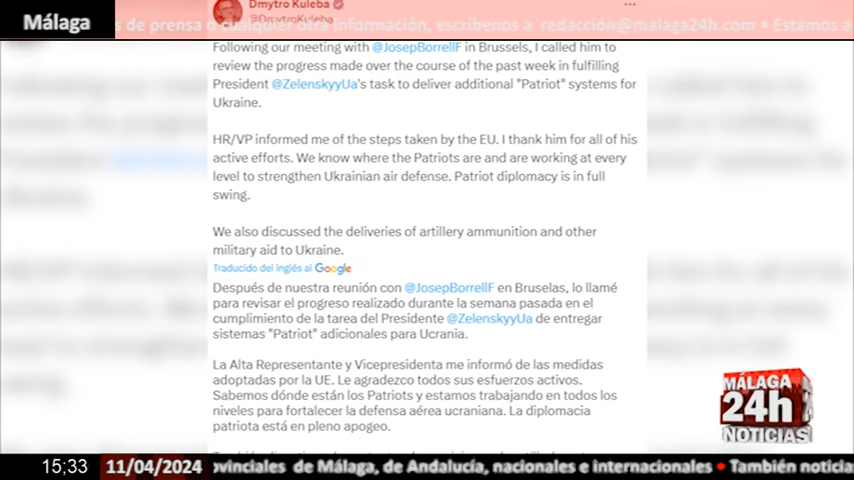 Málaga
s de prensa o cualquier otra información, escribenos a redacción@malaga24h.com • Estamos a
Dmytro Kuleba
@DmytroKuleba
Following our meeting with @JosepBorrellF in Brussels, I called him to
review the progress made over the course of the past week in fulfilling
President @ZelenskyyUa's task to deliver additional "Patriot" systems for
Ukraine.
HR/VP informed me of the steps taken by the EU. I thank him for all of his
active efforts. We know where the Patriots are and are working at every
level to strengthen Ukrainian air defense. Patriot diplomacy is in full
swing.
We also discussed the deliveries of artillery ammunition and other
military aid to Ukraine.
Traducido del inglés al Google
Después de nuestra reunión con @JosepBorrellF en Bruselas, lo llamé
para revisar el progreso realizado durante la semana pasada en el
cumplimiento de la tarea del Presidente @ZelenskyyUa de entregar
sistemas "Patriot" adicionales para Ucrania.
La Alta Representante y Vicepresidenta me informó de las medidas
adoptadas por la UE. Le agradezco todos sus esfuerzos activos.
Sabemos dónde están los Patriots y estamos trabajando en todos los
niveles para fortalecer la defensa aérea ucraniana. La diplomacia
patriota está en pleno apogeo.
MÁLAGA
24h
NOTICIAS
15:33 11/04/2024 ovinciales de Málaga, de Andalucía, nacionales e internacionales • También noticia